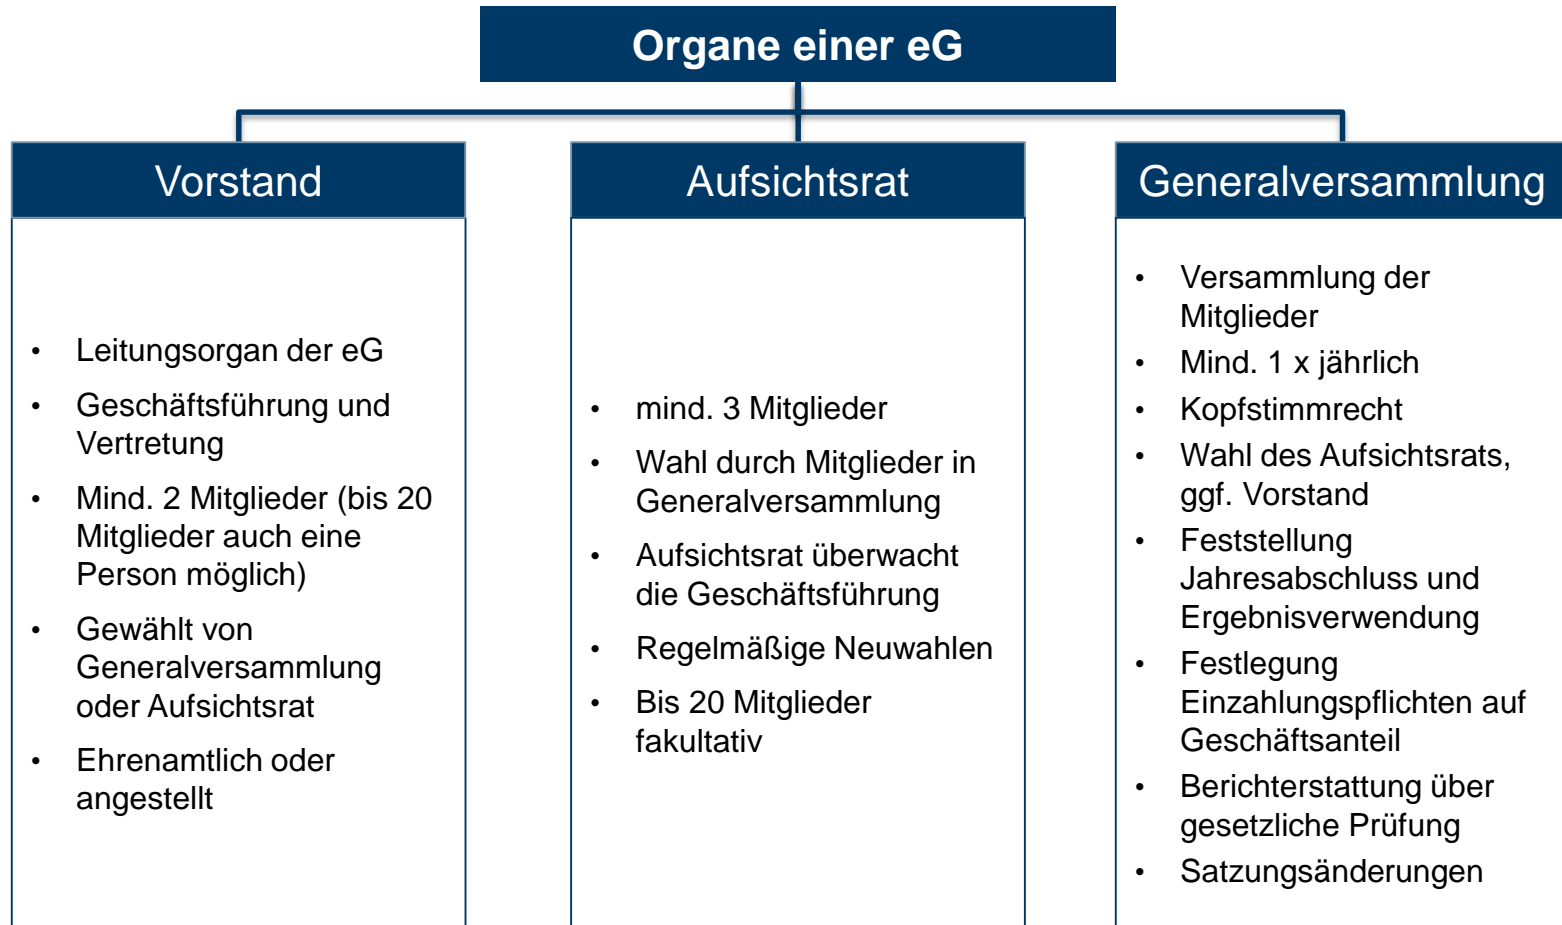 Organe einer eG
Vorstand
• Leitungsorgan der eG
• Geschäftsführung und
Vertretung
• Mind. 2 Mitglieder (bis 20
Mitglieder auch eine
Person möglich)
• Gewählt von
Generalversammlung
oder Aufsichtsrat
• Ehrenamtlich oder
angestellt
Aufsichtsrat
• mind. 3 Mitglieder
• Wahl durch Mitglieder in
Generalversammlung
• Aufsichtsrat überwacht
die Geschäftsführung
• Regelmäßige Neuwahlen
• Bis 20 Mitglieder
fakultativ
Generalversammlung
• Versammlung der
Mitglieder
• Mind. 1 x jährlich
• Kopfstimmrecht
• Wahl des Aufsichtsrats,
ggf. Vorstand
• Feststellung
Jahresabschluss und
Ergebnisverwendung
• Festlegung
Einzahlungspflichten auf
Geschäftsanteil
• Berichterstattung über
gesetzliche Prüfung
• Satzungsänderungen